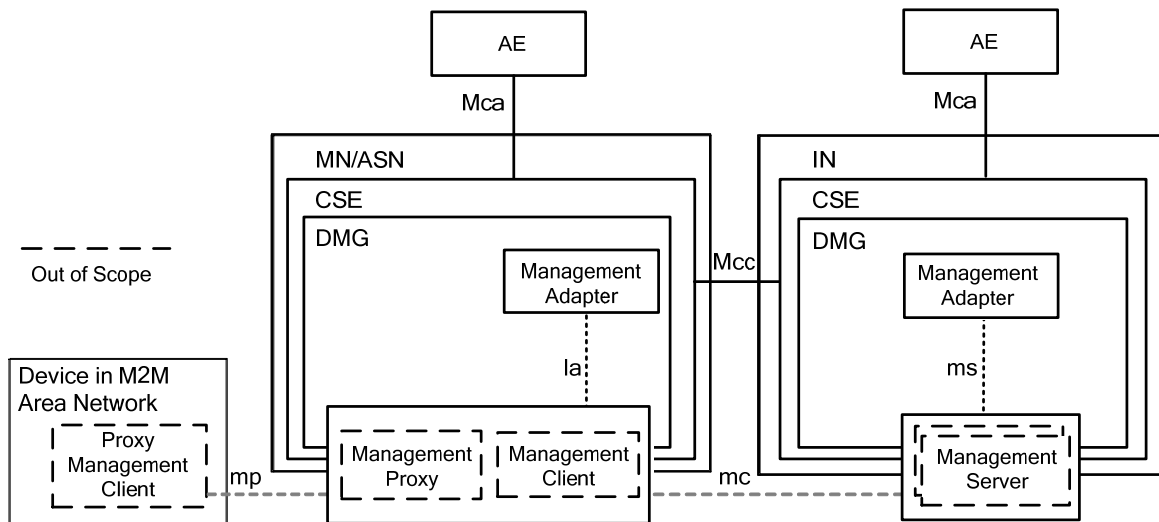 AE
AE
Mca
Mca
MN/ASN
IN
CSE
CSE
DMG
DMG
Mcc
Out of Scope
Management
Adapter
Management
Adapter
la
ms
Device in M2M
Area Network
Proxy
Management
Client
mp
Management
Proxy
Management
Client
mc
Management
Server